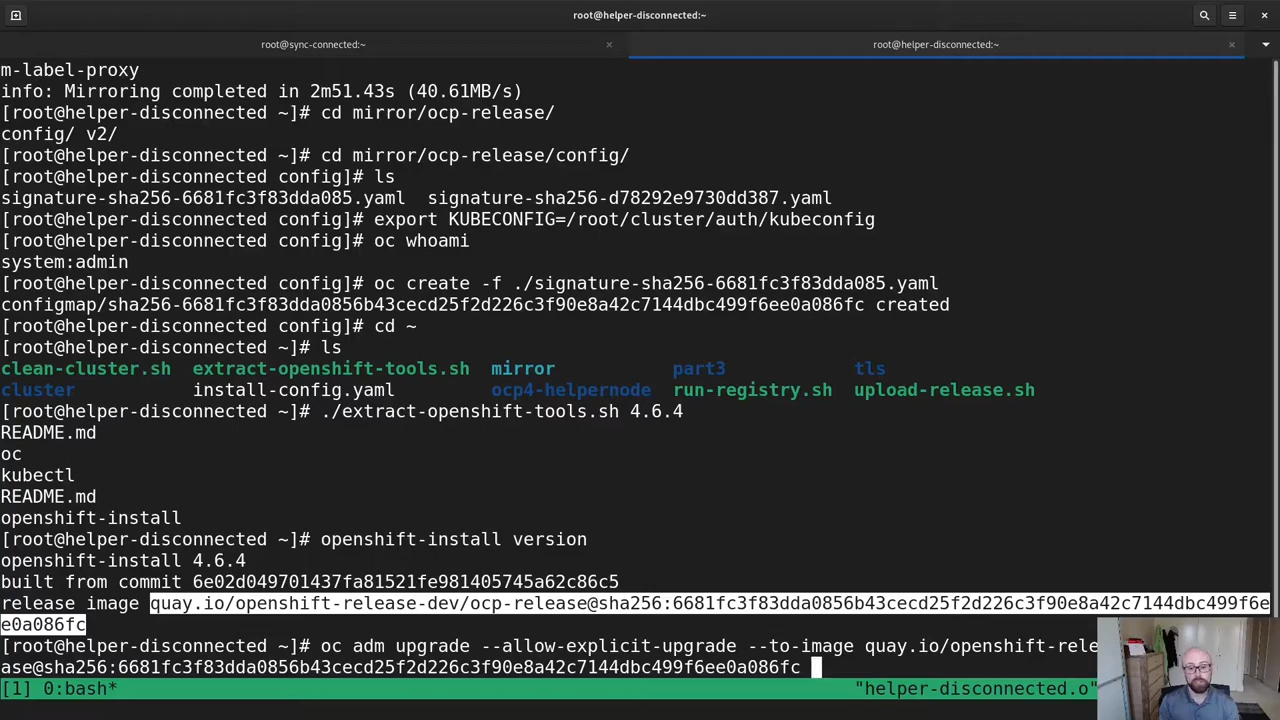 root@helper-disconnected:~
root@sync-connected:~
root@helper-disconnected:~
m-label-proxy
info: Mirroring completed in 2m51.43s (40.61MB/s)
[root@helper-disconnected ~]# cd mirror/ocp-release/
config/ v2/
[root@helper-disconnected ~]# cd mirror/ocp-release/config/
[root@helper-disconnected config]# ls
signature-sha256-6681fc3f83dda085.yaml  signature-sha256-d78292e9730dd387.yaml
[root@helper-disconnected config]# export KUBECONFIG=/root/cluster/auth/kubeconfig
[root@helper-disconnected config]# oc whoami
system:admin
[root@helper-disconnected config]# oc create -f ./signature-sha256-6681fc3f83dda085.yaml
configmap/sha256-6681fc3f83dda0856b43cecd25f2d226c3f90e8a42c7144dbc499f6ee0a086fc created
[root@helper-disconnected config]# cd ~
[root@helper-disconnected ~]# ls
clean-cluster.sh  extract-openshift-tools.sh  mirror           part3            tls
cluster           install-config.yaml         ocp4-helpernode  run-registry.sh  upload-release.sh
[root@helper-disconnected ~]# ./extract-openshift-tools.sh 4.6.4
README.md
oc
kubectl
README.md
openshift-install
[root@helper-disconnected ~]# openshift-install version
openshift-install 4.6.4
built from commit 6e02d049701437fa81521fe981405745a62c86c5
release image quay.io/openshift-release-dev/ocp-release@sha256:6681fc3f83dda0856b43cecd25f2d226c3f90e8a42c7144dbc499f6e
e0a086fc
[root@helper-disconnected ~]# oc adm upgrade --allow-explicit-upgrade --to-image quay.io/openshift-rele
ase@sha256:6681fc3f83dda0856b43cecd25f2d226c3f90e8a42c7144dbc499f6ee0a086fc
[1] 0:bash* "helper-disconnected.o"